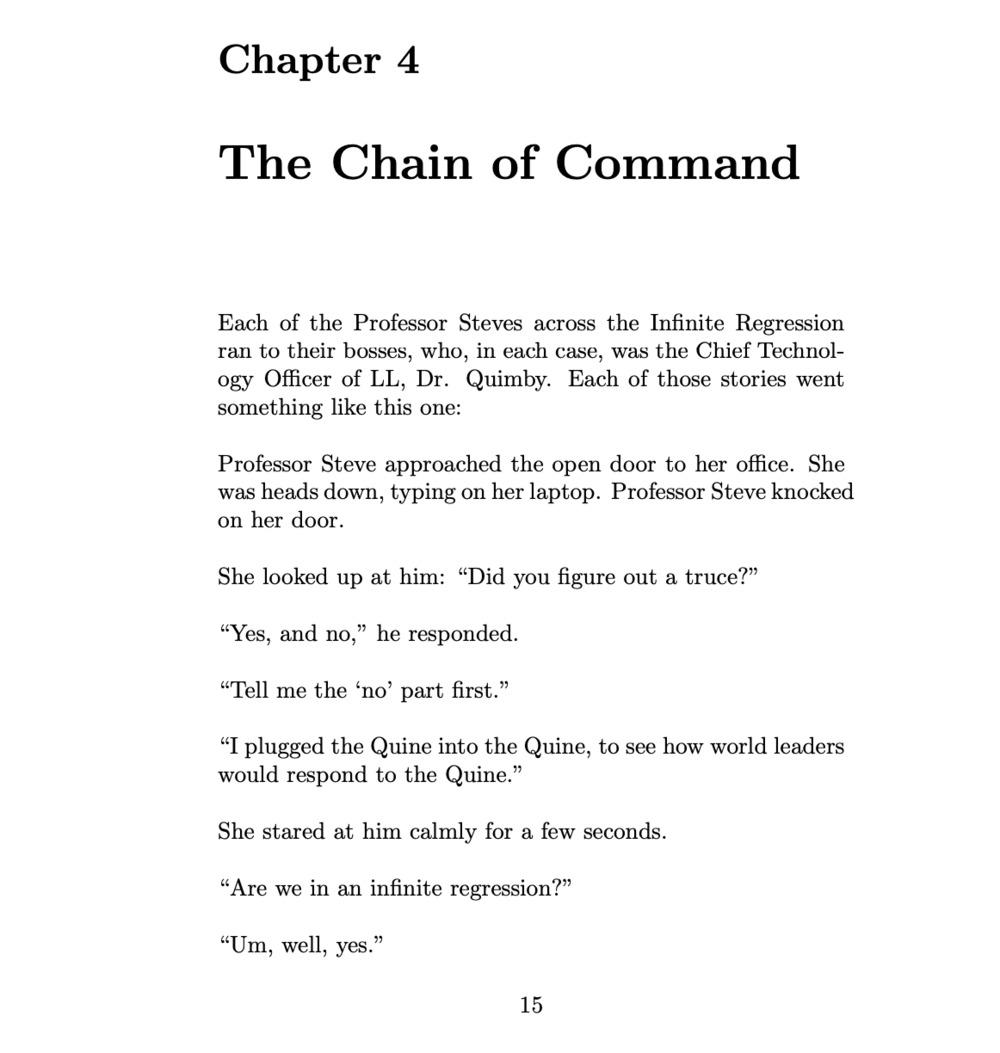 Chapter 4
The Chain of Command
Each of the Professor Steves across the Infinite Regression
ran to their bosses, who, in each case, was the Chief Technol-
ogy Officer of LL, Dr. Quimby. Each of those stories went
something like this one:
Professor Steve approached the open door to her office. She
was heads down, typing on her laptop. Professor Steve knocked
on her door.
She looked up at him: “Did you figure out a truce?”
“Yes, and no,” he responded.
“Tell me the ‘no’ part first.”
“I plugged the Quine into the Quine, to see how world leaders
would respond to the Quine.”
She stared at him calmly for a few seconds.
“Are we in an infinite regression?”
“Um, well, yes.”
15